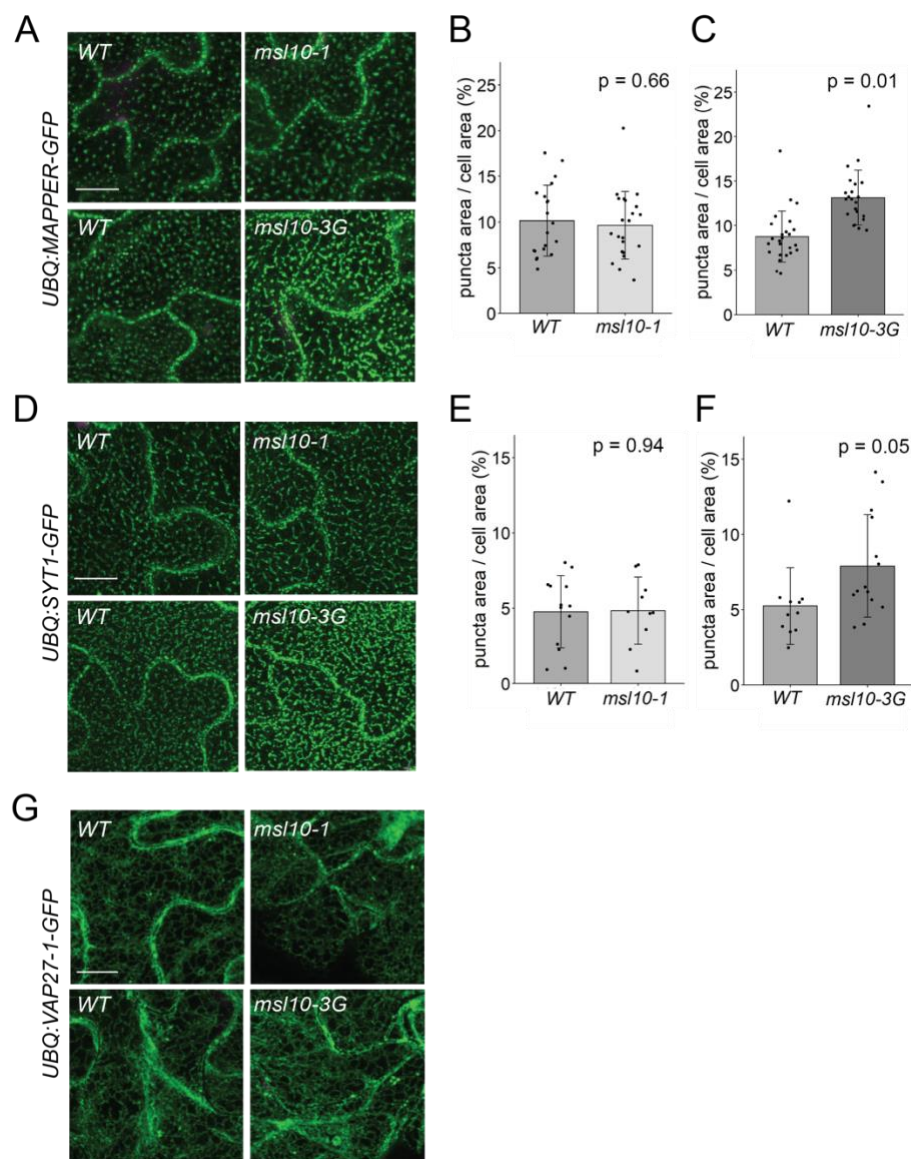 A
UBQ:MAPPER-GFP
WT
msl10-1
WT
msl10-3G
B
p = 0.66
puncta area / cell area (%)
25
20
15
10
5
0
WT
msl10-1
C
p = 0.01
puncta area / cell area (%)
25
20
15
10
5
0
WT
msl10-3G
D
UBQ:SYT1-GFP
WT
msl10-1
WT
msl10-3G
E
p = 0.94
puncta area / cell area (%)
15
10
5
0
WT
msl10-1
F
p = 0.05
puncta area / cell area (%)
15
10
5
0
WT
msl10-3G
G
UBQ:VAP27-1-GFP
WT
msl10-1
WT
msl10-3G